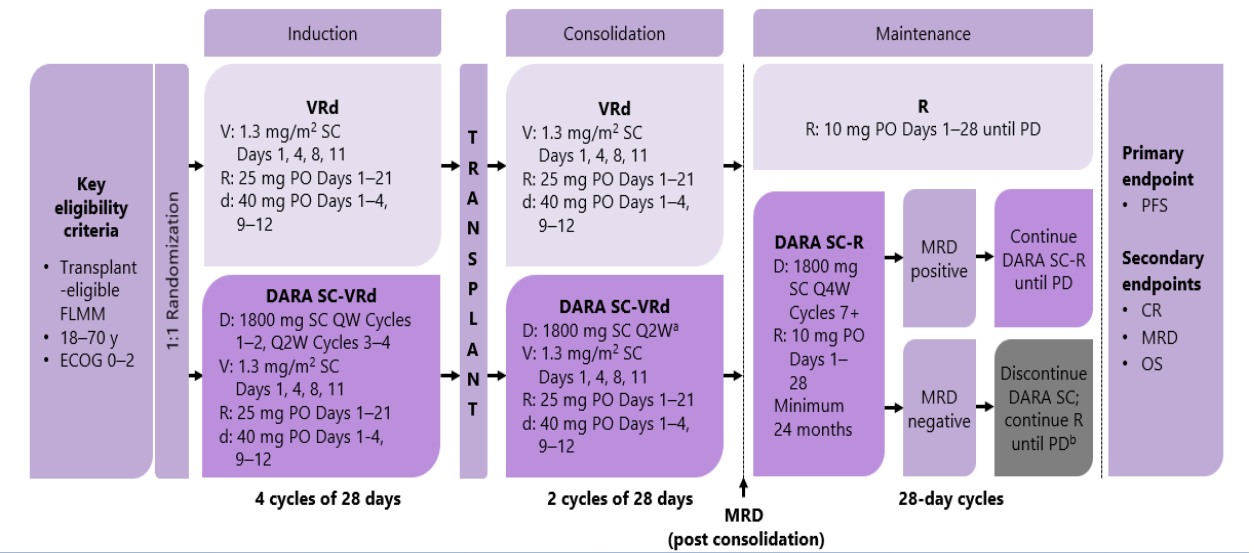 Induction
Consolidation
Maintenance
Key
eligibility
criteria
• Transplant
-eligible
FLMM
• 18–70 y
• ECOG 0–2
1:1 Randomization
VRd
V: 1.3 mg/m² SC
Days 1, 4, 8, 11
R: 25 mg PO Days 1–21
d: 40 mg PO Days 1–4,
9–12
DARA SC-VRd
D: 1800 mg SC QW Cycles
1–2, Q2W Cycles 3–4
V: 1.3 mg/m² SC
Days 1, 4, 8, 11
R: 25 mg PO Days 1–21
d: 40 mg PO Days 1-4,
9–12
4 cycles of 28 days
TRANSPLANT
VRd
V: 1.3 mg/m² SC
Days 1, 4, 8, 11
R: 25 mg PO Days 1–21
d: 40 mg PO Days 1–4,
9–12
DARA SC-VRd
D: 1800 mg SC Q2Wᵃ
V: 1.3 mg/m² SC
Days 1, 4, 8, 11
R: 25 mg PO Days 1–21
d: 40 mg PO Days 1–4,
9–12
2 cycles of 28 days
MRD
(post consolidation)
R
R: 10 mg PO Days 1–28 until PD
DARA SC-R
D: 1800 mg
SC Q4W
Cycles 7+
R: 10 mg PO
Days 1–
28
Minimum
24 months
MRD
positive
Continue
DARA SC-R
until PD
MRD
negative
Discontinue
DARA SC;
continue R
until PDᵇ
28-day cycles
Primary
endpoint
• PFS
Secondary
endpoints
• CR
• MRD
• OS